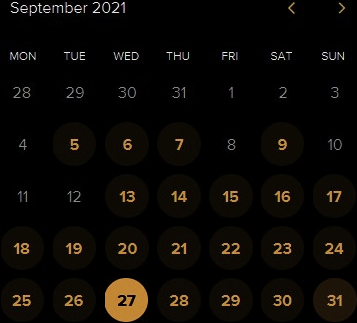 September 2021
MON TUE WED THU FRI SAT SUN
28 29 30 31 1 2 3
4 5 6 7 8 9 10
11 12 13 14 15 16 17
18 19 20 21 22 23 24
25 26 27 28 29 30 31